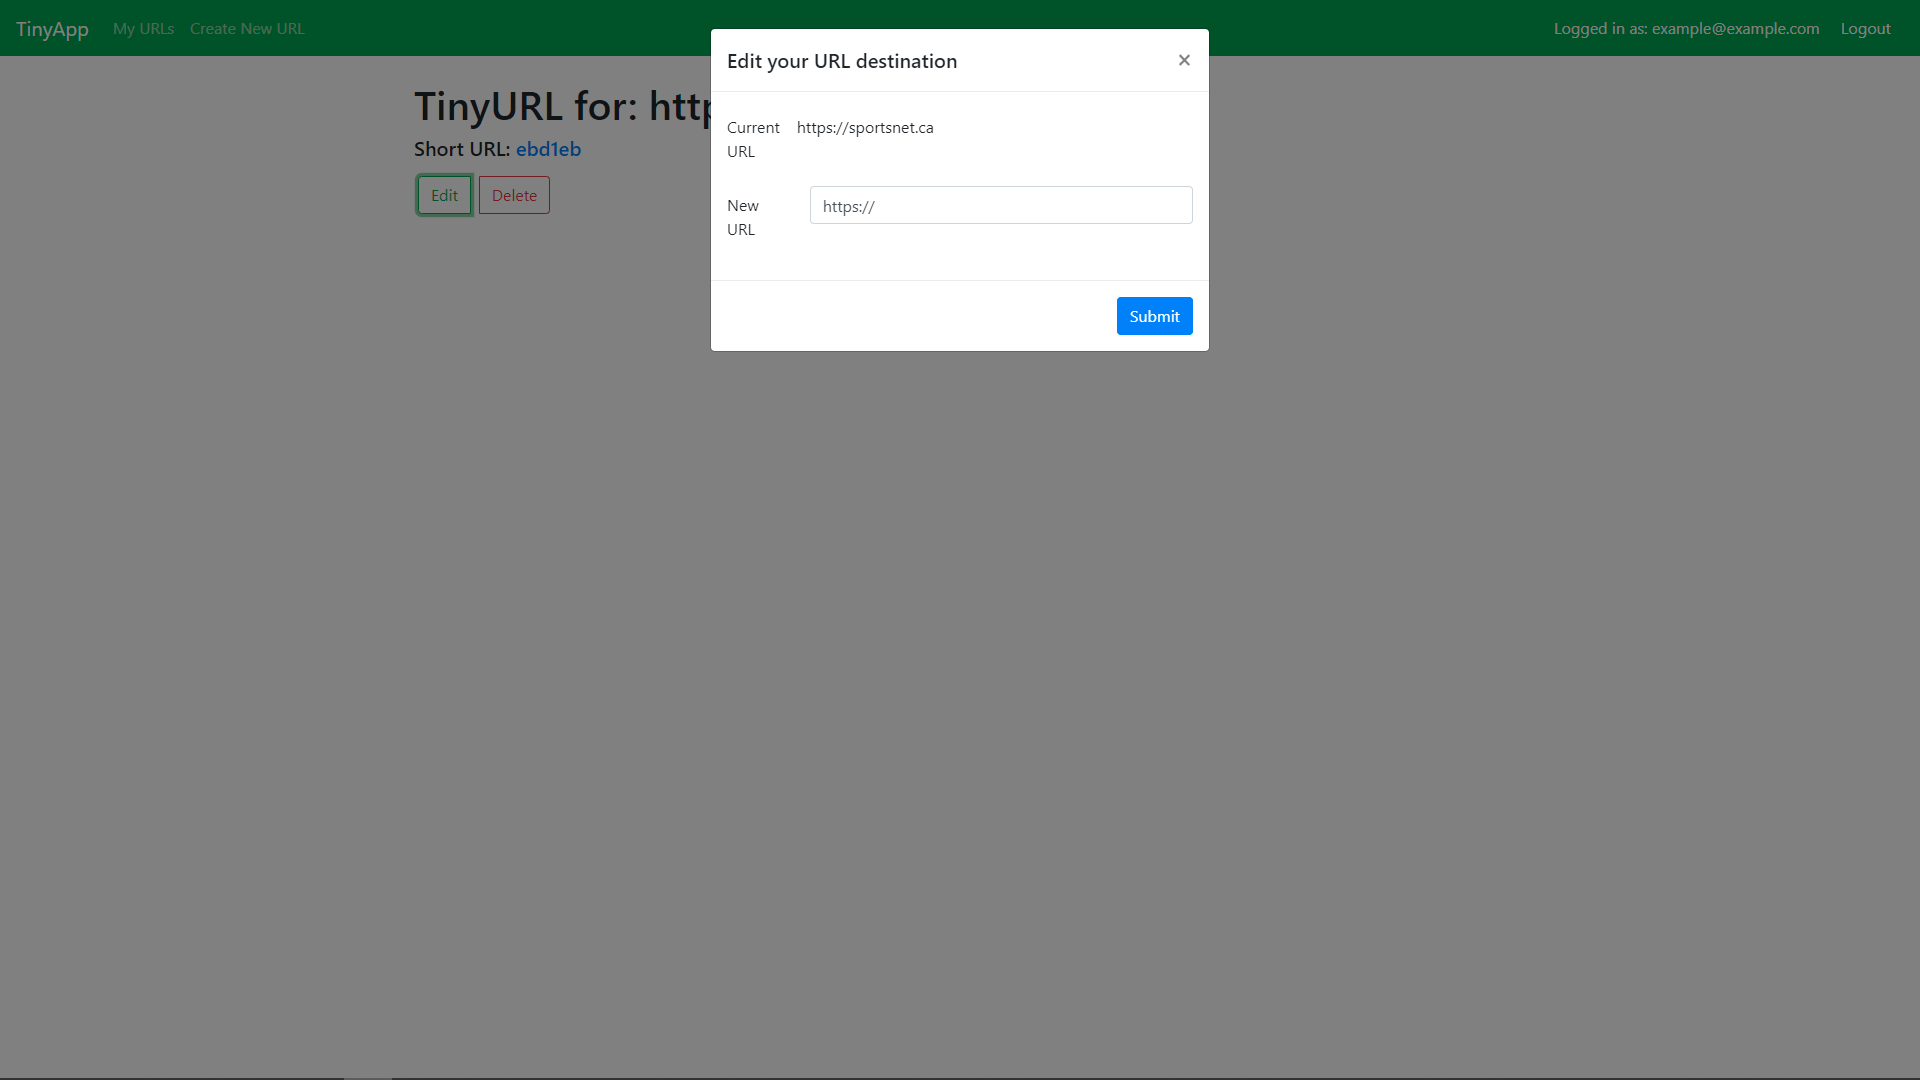 TinyApp My URLs Create New URL Logged in as: example@example.com Logout
Edit your URL destination ×
TinyURL for: http
Short URL: ebd1eb
Edit Delete
Current URL https://sportsnet.ca
New URL https://
Submit